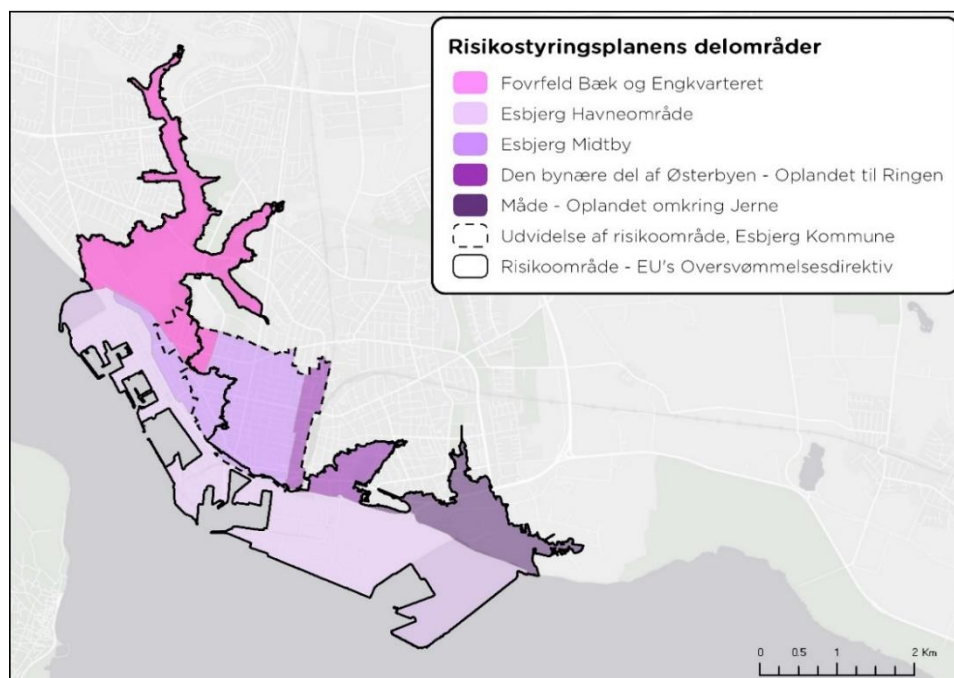 Risikostyringsplanens delområder
Fovrfeld Bæk og Engkvarteret
Esbjerg Havneområde
Esbjerg Midtby
Den bynære del af Østerbyen - Oplandet til Ringen
Måde - Oplandet omkring Jerne
Udvidelse af risikoområde, Esbjerg Kommune
Risikoområde - EU's Oversvømmelsesdirektiv
0 0.5 1 2 Km